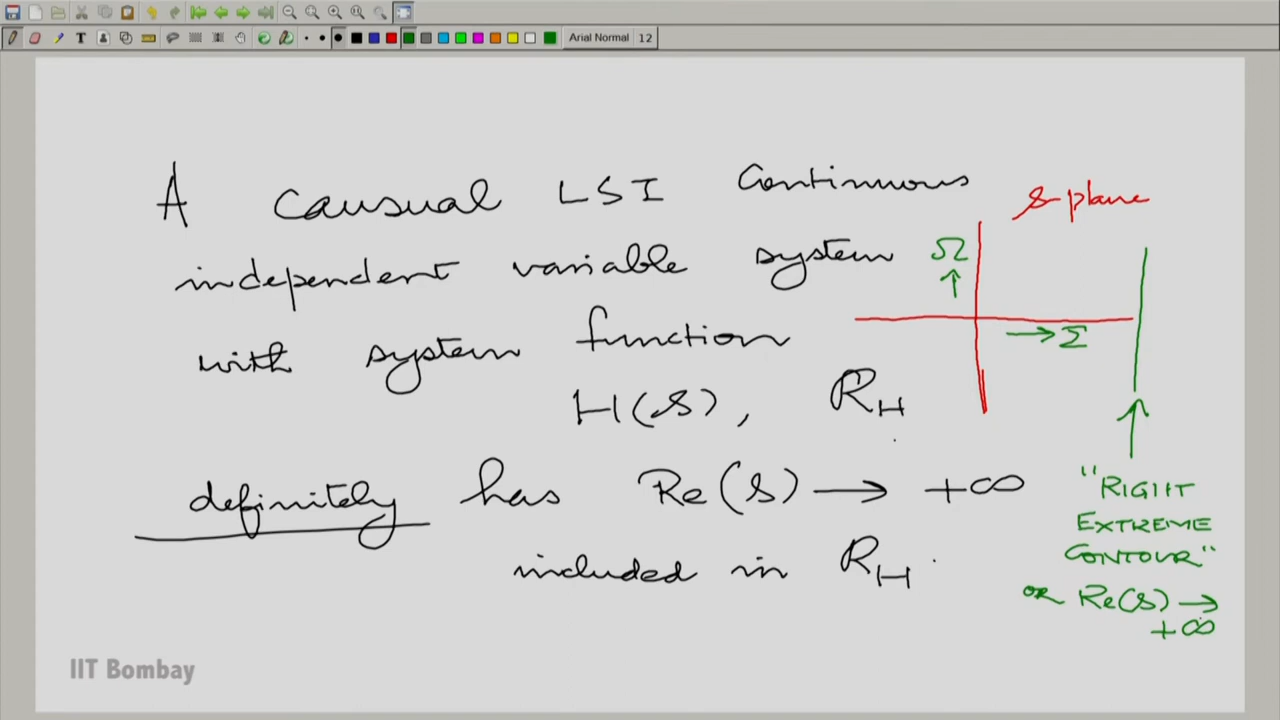 Arial Normal 12
A causual LSI continuous
independent variable system
with system function
H(s), R_H
definitely has Re(s) → +∞
included in R_H
s-plane
Ω
↑
→ Σ
↑
"RIGHT
EXTREME
CONTOUR"
OR Re(s) →
+∞
IIT Bombay